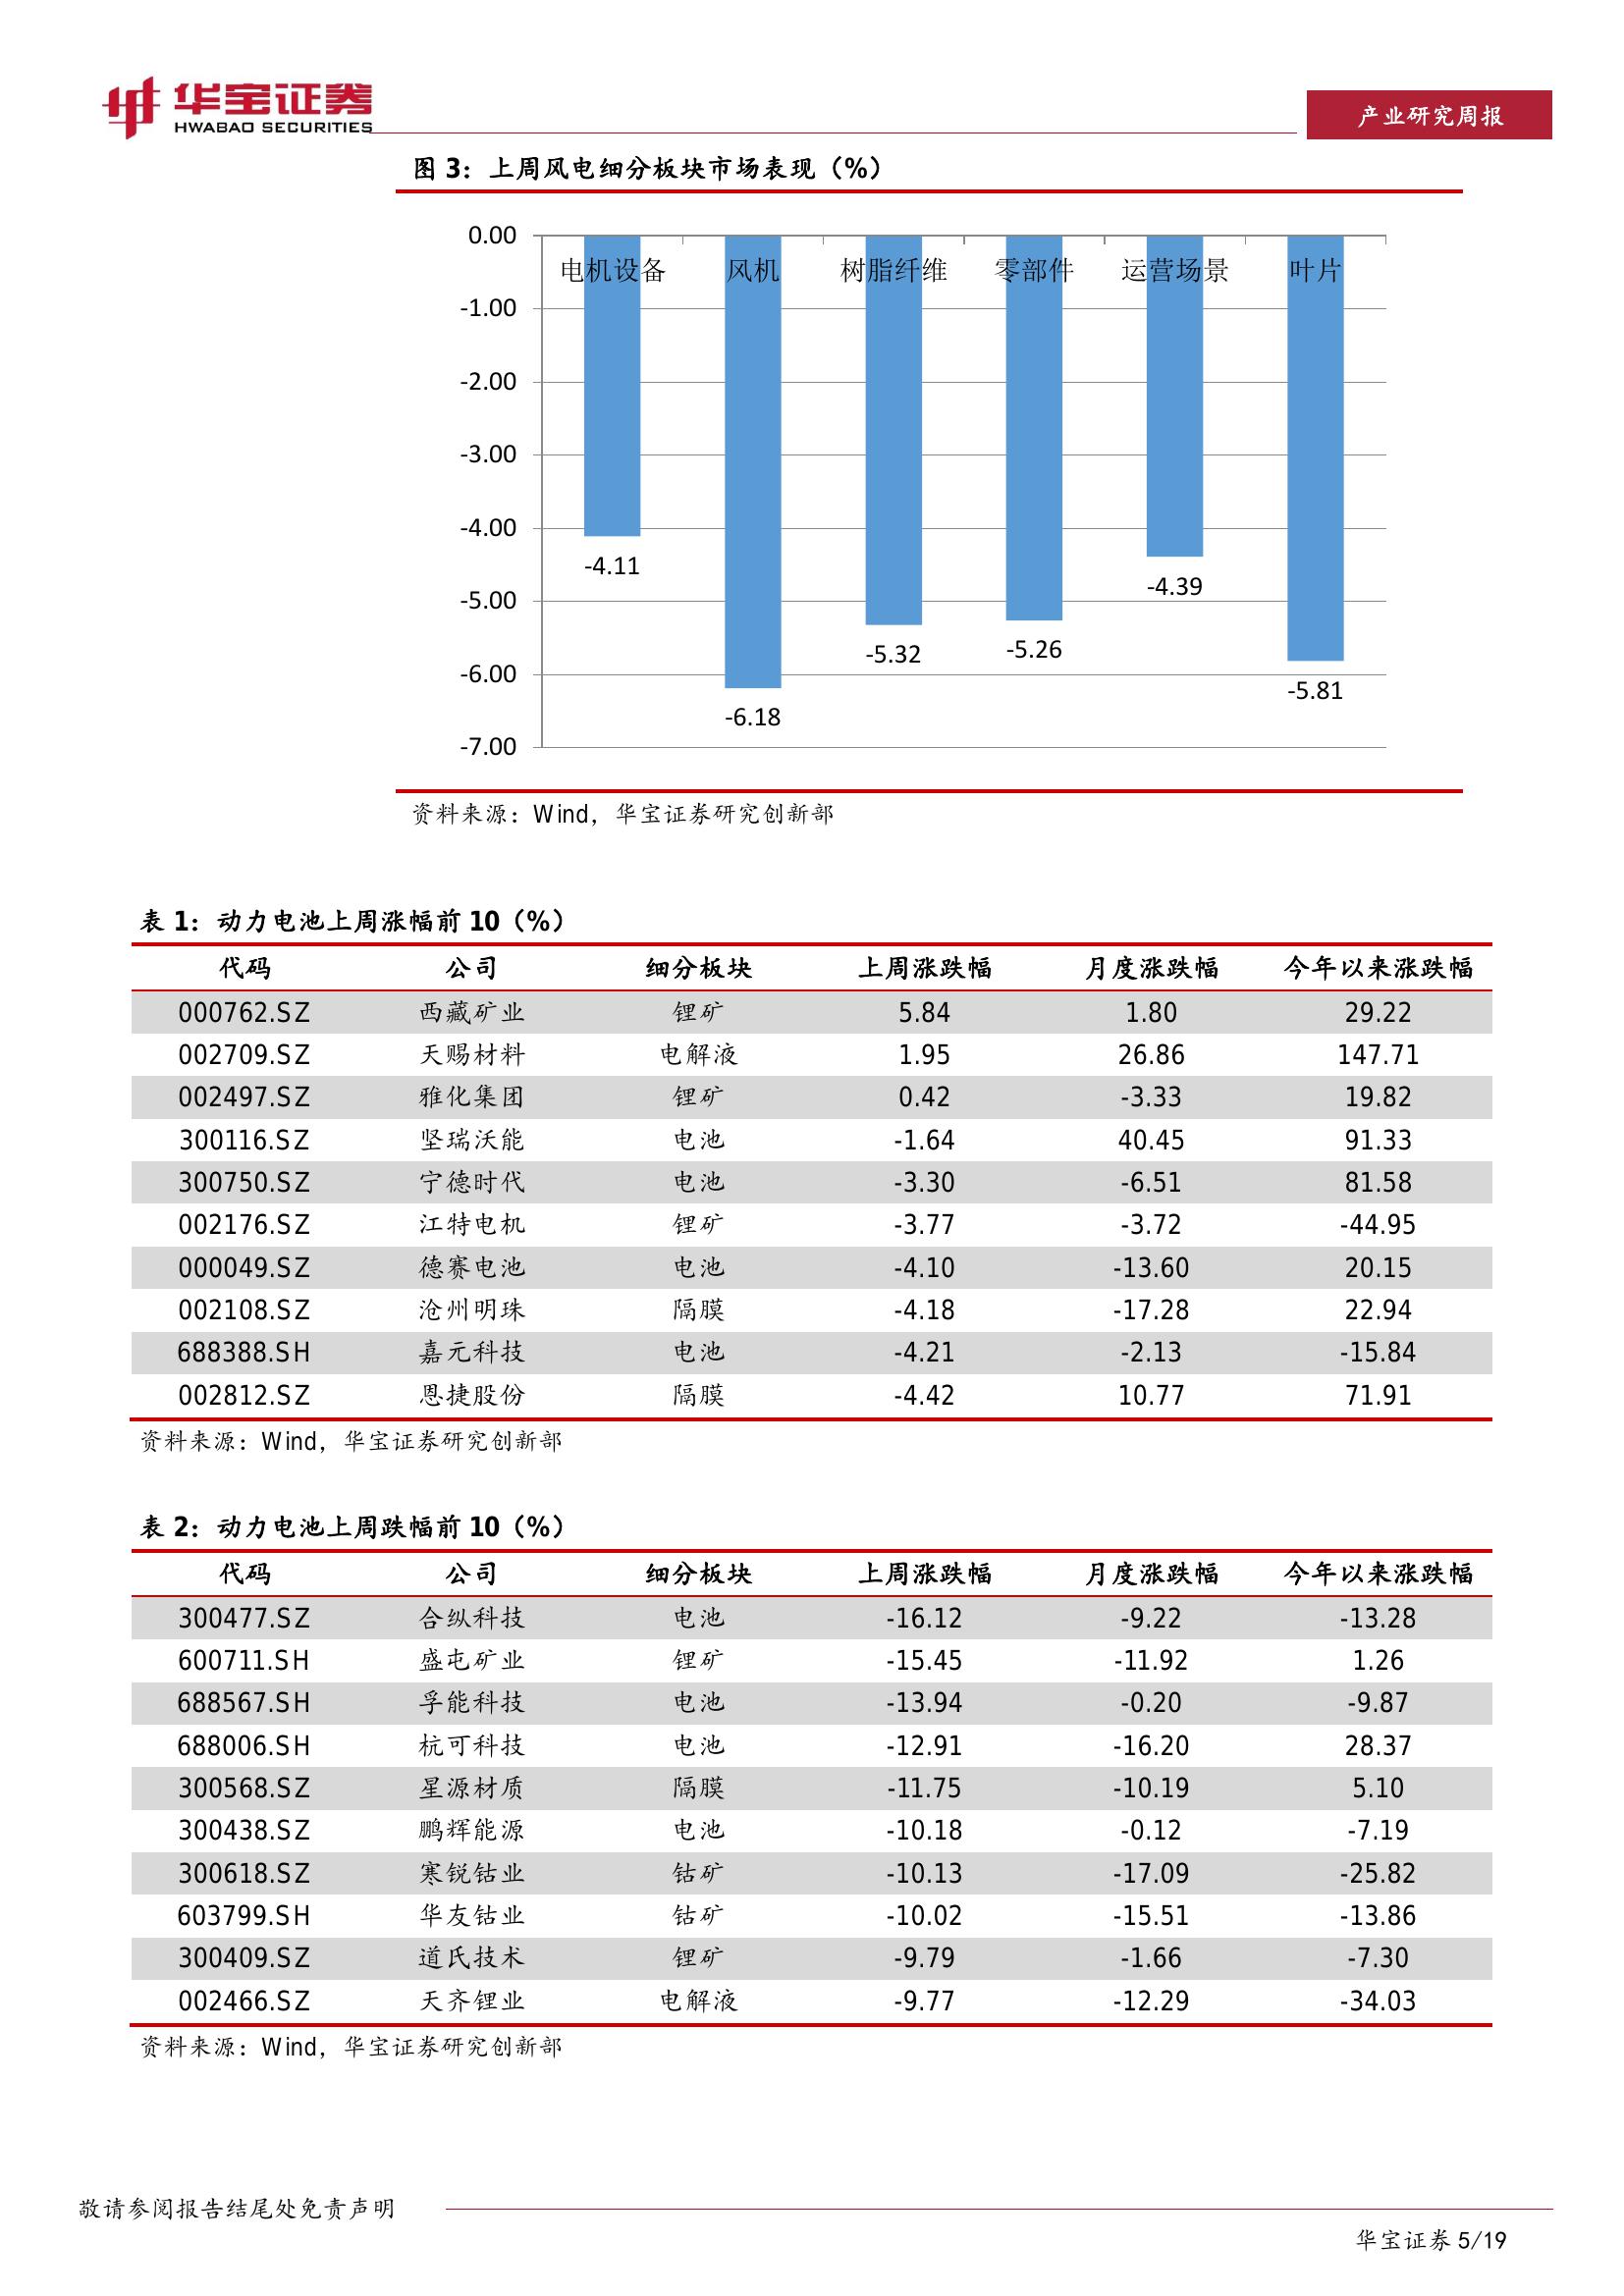 华宝证券
HWABAO SECURITIES
产业研究周报
图 3：上周风电细分板块市场表现（%）
0.00
电机设备 风机 树脂纤维 零部件 运营场景 叶片
-1.00
-2.00
-3.00
-4.00
-4.11
-4.39
-5.00
-5.32 -5.26
-6.00
-5.81
-6.18
-7.00
资料来源：Wind，华宝证券研究创新部
表 1：动力电池上周涨幅前 10（%）
代码 公司 细分板块 上周涨跌幅 月度涨跌幅 今年以来涨跌幅
000762.SZ 西藏矿业 锂矿 5.84 1.80 29.22
002709.SZ 天赐材料 电解液 1.95 26.86 147.71
002497.SZ 雅化集团 锂矿 0.42 -3.33 19.82
300116.SZ 坚瑞沃能 电池 -1.64 40.45 91.33
300750.SZ 宁德时代 电池 -3.30 -6.51 81.58
002176.SZ 江特电机 锂矿 -3.77 -3.72 -44.95
000049.SZ 德赛电池 电池 -4.10 -13.60 20.15
002108.SZ 沧州明珠 隔膜 -4.18 -17.28 22.94
688388.SH 嘉元科技 电池 -4.21 -2.13 -15.84
002812.SZ 恩捷股份 隔膜 -4.42 10.77 71.91
资料来源：Wind，华宝证券研究创新部
表 2：动力电池上周跌幅前 10（%）
代码 公司 细分板块 上周涨跌幅 月度涨跌幅 今年以来涨跌幅
300477.SZ 合纵科技 电池 -16.12 -9.22 -13.28
600711.SH 盛屯矿业 锂矿 -15.45 -11.92 1.26
688567.SH 孚能科技 电池 -13.94 -0.20 -9.87
688006.SH 杭可科技 电池 -12.91 -16.20 28.37
300568.SZ 星源材质 隔膜 -11.75 -10.19 5.10
300438.SZ 鹏辉能源 电池 -10.18 -0.12 -7.19
300618.SZ 寒锐钴业 钴矿 -10.13 -17.09 -25.82
603799.SH 华友钴业 钴矿 -10.02 -15.51 -13.86
300409.SZ 道氏技术 锂矿 -9.79 -1.66 -7.30
002466.SZ 天齐锂业 电解液 -9.77 -12.29 -34.03
资料来源：Wind，华宝证券研究创新部
敬请参阅报告结尾处免责声明
华宝证券 5/19